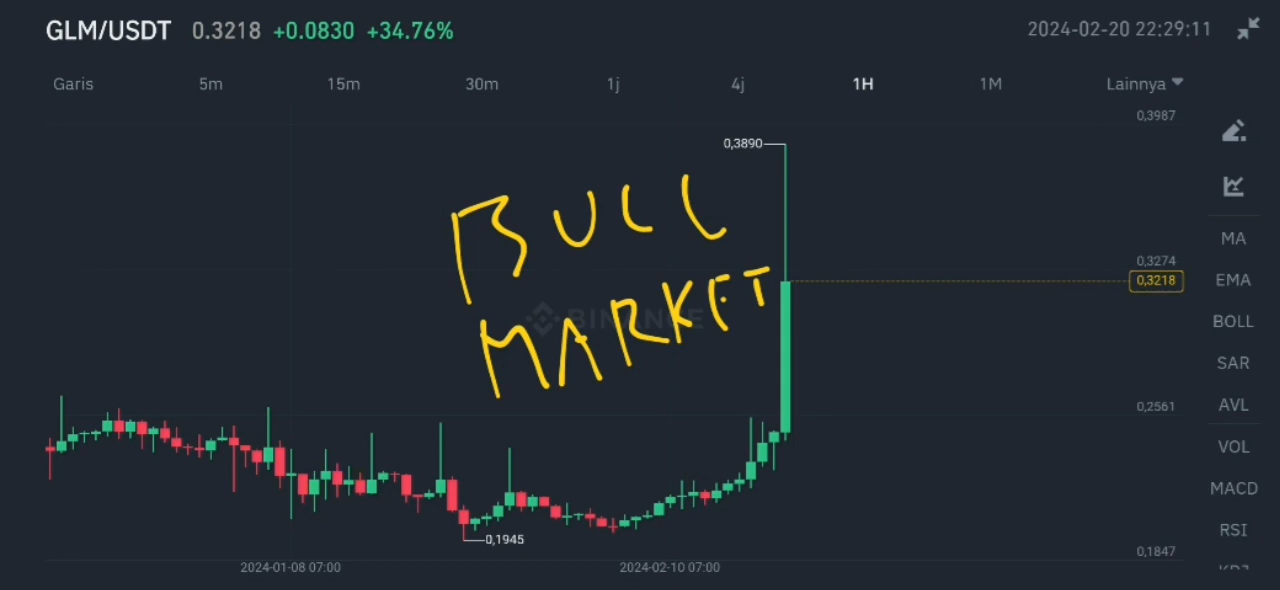 GLM/USDT 0.3218 +0.0830 +34.76% 2024-02-20 22:29:11
Garis 5m 15m 30m 1j 4j 1H 1M Lainnya
0,3987
0,3890
BULL
MARKET
0,3274
0,3218
BINANCE
0,2561
0,1945
0,1847
2024-01-08 07:00 2024-02-10 07:00
MA
EMA
BOLL
SAR
AVL
VOL
MACD
RSI